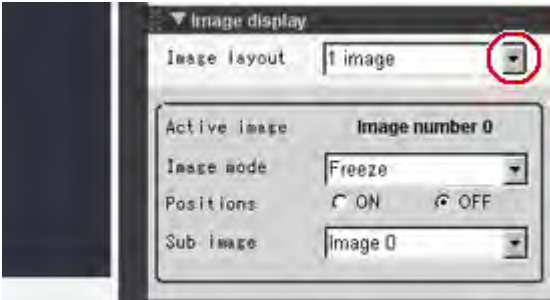 ▼ Image display
Image layout 1 image
Active image Image number 0
Image mode Freeze
Positions ON OFF
Sub image Image 0